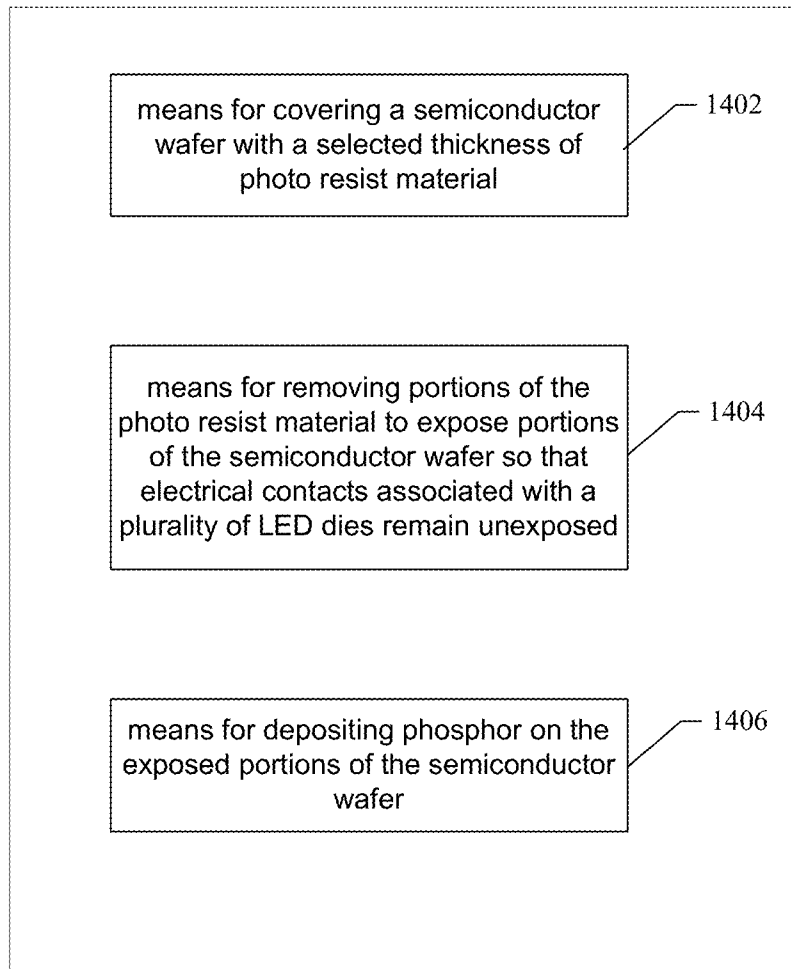 means for covering a semiconductor
wafer with a selected thickness of
photo resist material
1402
means for removing portions of the
photo resist material to expose portions
of the semiconductor wafer so that
electrical contacts associated with a
plurality of LED dies remain unexposed
1404
means for depositing phosphor on the
exposed portions of the semiconductor
wafer
1406